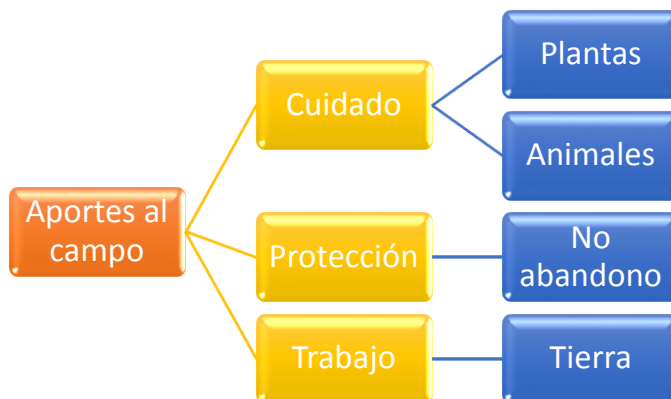 Aportes al
campo
Cuidado
Plantas
Animales
Protección
No
abandono
Trabajo
Tierra